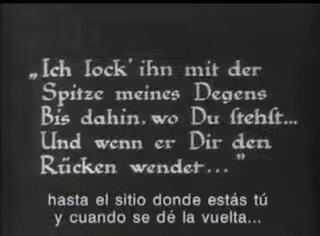 „Ich lock' ihn mit der
Spitze meines Degens
Bis dahin, wo Du stehst...
Und wenn er Dir den
Rücken wendet..."
hasta el sitio donde estás tú
y cuando se dé la vuelta...